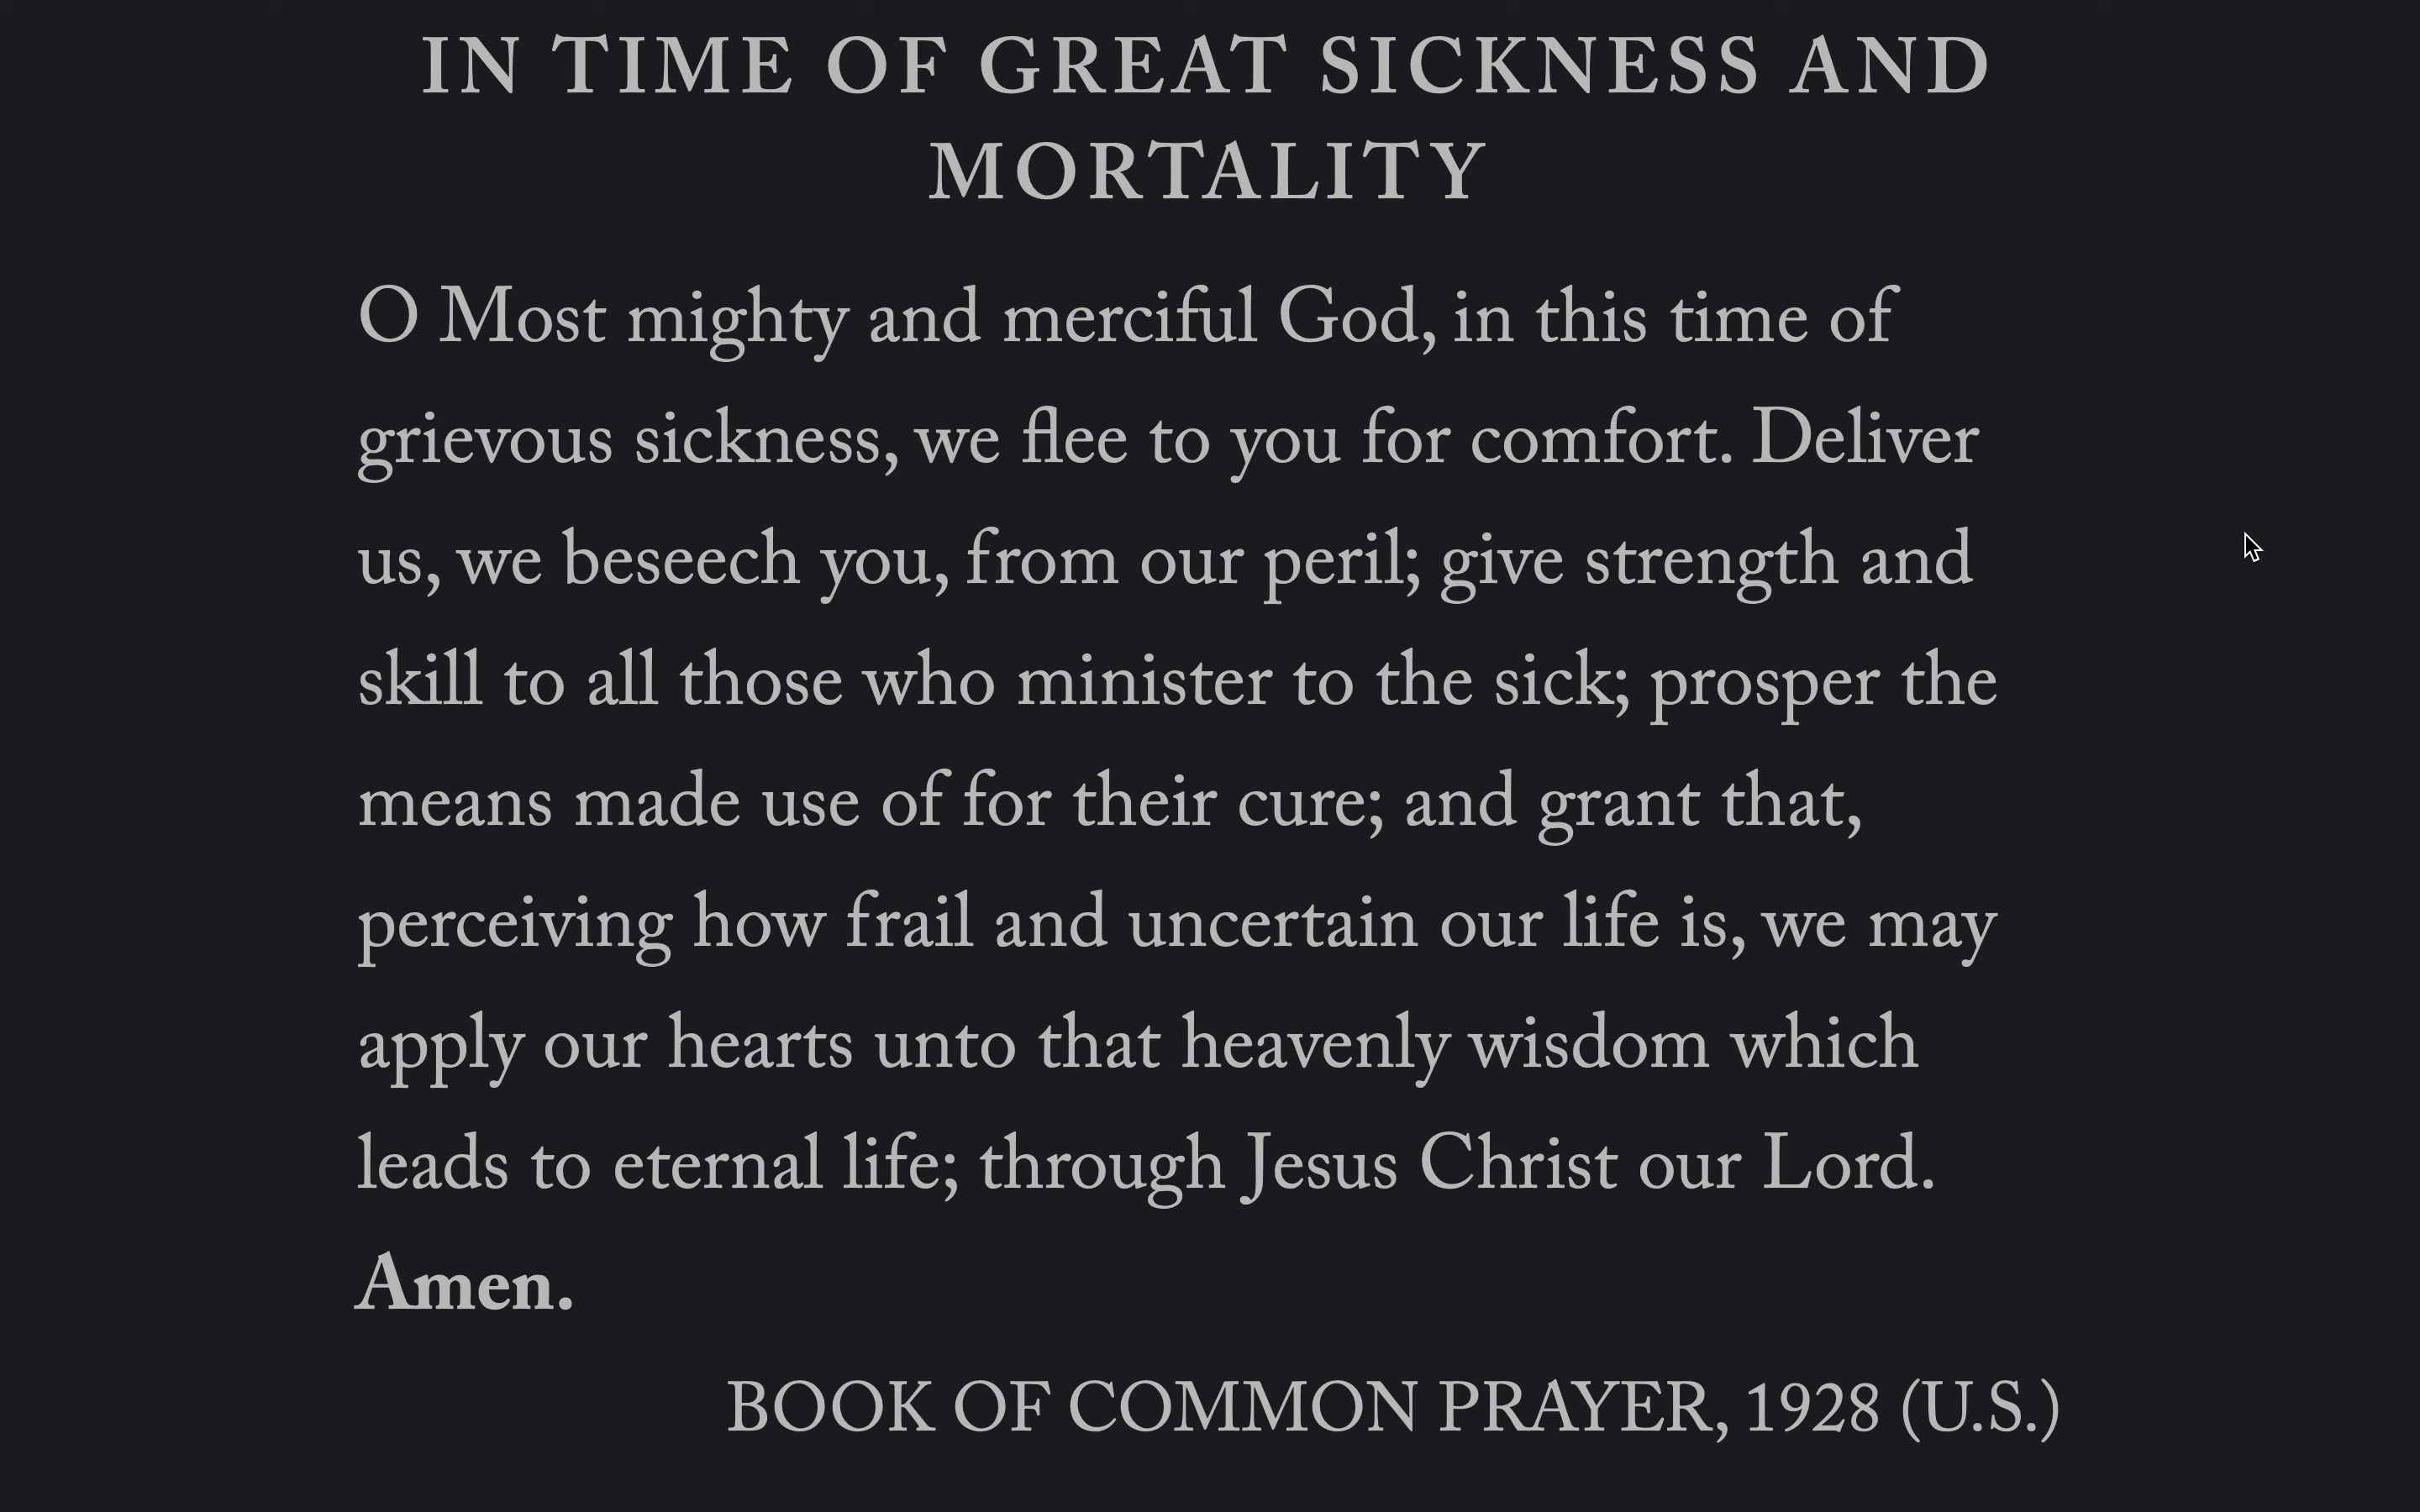 IN TIME OF GREAT SICKNESS AND
MORTALITY
O Most mighty and merciful God, in this time of
grievous sickness, we flee to you for comfort. Deliver
us, we beseech you, from our peril; give strength and
skill to all those who minister to the sick; prosper the
means made use of for their cure; and grant that,
perceiving how frail and uncertain our life is, we may
apply our hearts unto that heavenly wisdom which
leads to eternal life; through Jesus Christ our Lord.
Amen.
BOOK OF COMMON PRAYER, 1928 (U.S.)